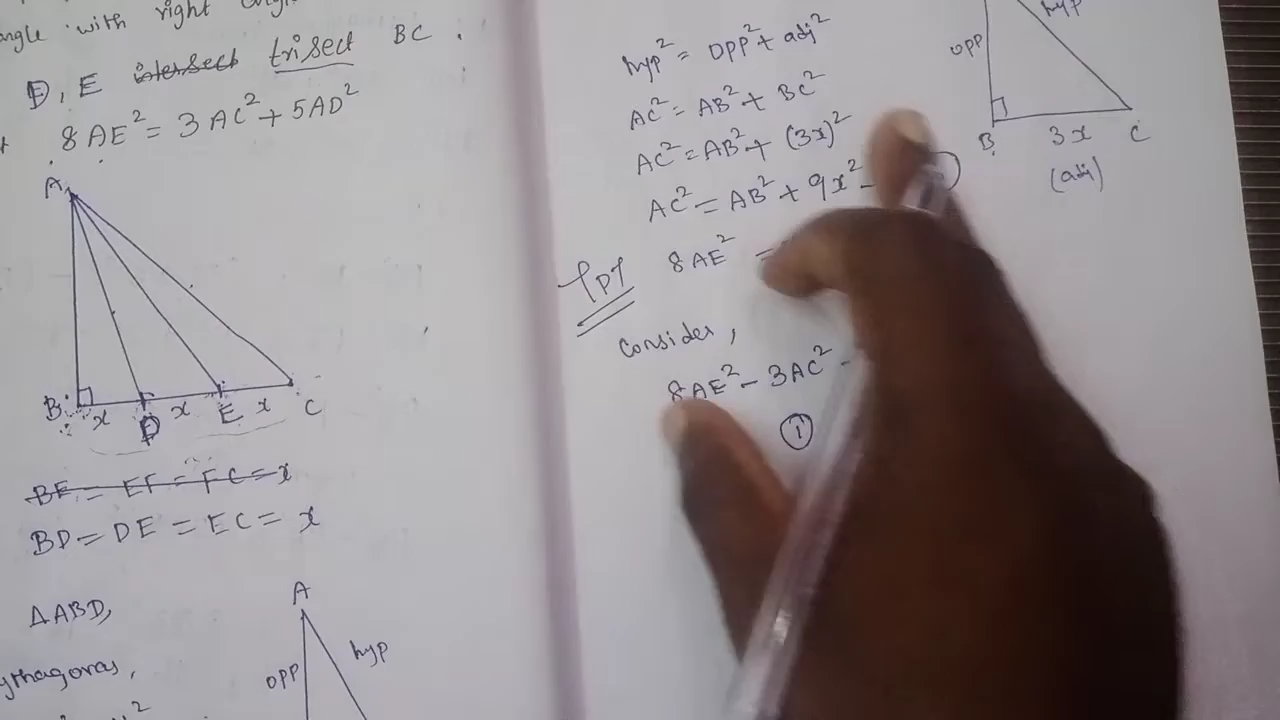 angle with right angle
D, E intersect trisect BC.
8AE² = 3AC² + 5AD²
A
B x D x E x C
BE = EF = FC = x
BD = DE = EC = x
ΔABD,
A
opp hyp
hyp
opp
B 3x C
(adj)
hyp² = opp² + adj²
AC² = AB² + BC²
AC² = AB² + (3x)²
AC² = AB² + 9x² -
TPT 8AE² =
Consider,
8AE² - 3AC² -
①